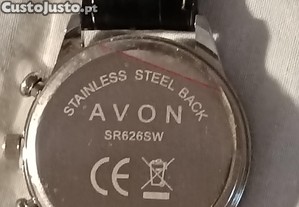 CustoJusto.pt
STAINLESS STEEL BACK
AVON
SR626SW
CE